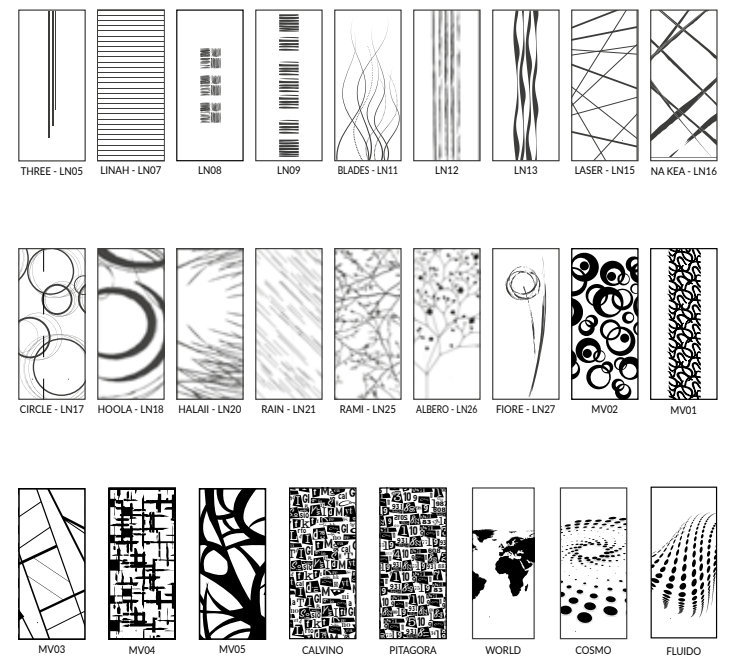 THREE - LN05 LINAH - LN07 LN08 LN09 BLADES - LN11 LN12 LN13 LASER - LN15 NA KEA - LN16
CIRCLE - LN17 HOOLA - LN18 HALAII - LN20 RAIN - LN21 RAMI - LN25 ALBERO - LN26 FIORE - LN27 MV02 MV01
MV03 MV04 MV05 CALVINO PITAGORA WORLD COSMO FLUIDO